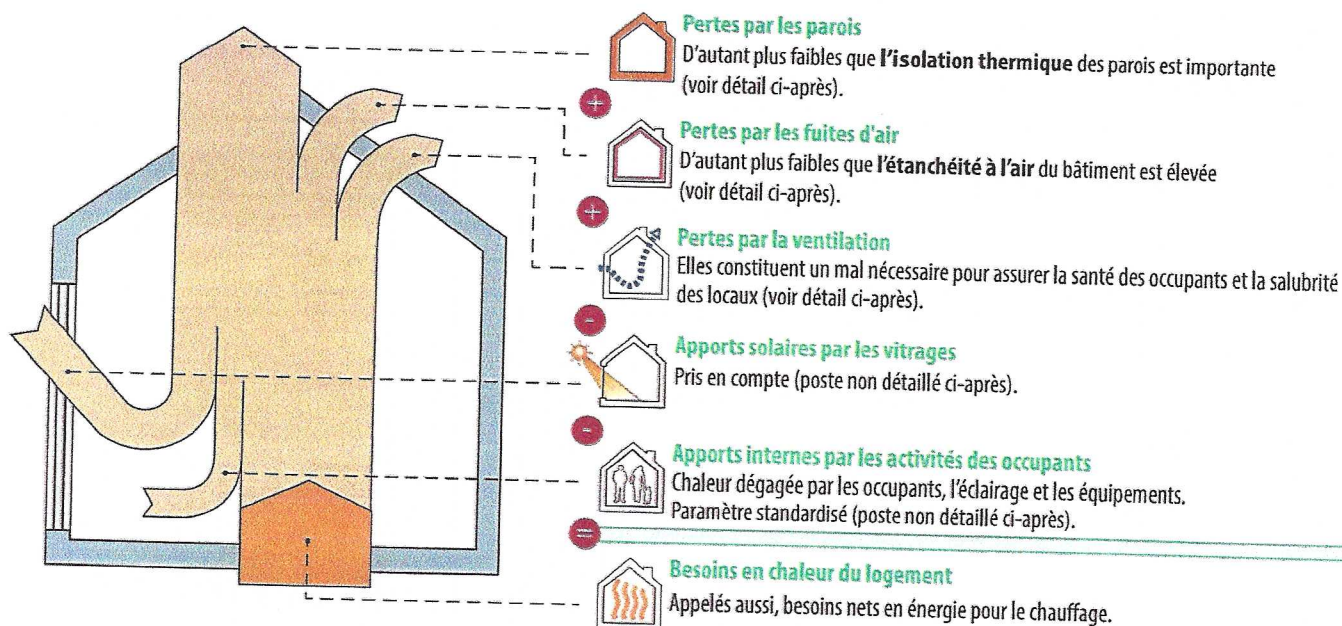 Pertes par les parois
D'autant plus faibles que l'isolation thermique des parois est importante
(voir détail ci-après).
+
Pertes par les fuites d'air
D'autant plus faibles que l'étanchéité à l'air du bâtiment est élevée
(voir détail ci-après).
+
Pertes par la ventilation
Elles constituent un mal nécessaire pour assurer la santé des occupants et la salubrité
des locaux (voir détail ci-après).
-
Apports solaires par les vitrages
Pris en compte (poste non détaillé ci-après).
-
Apports internes par les activités des occupants
Chaleur dégagée par les occupants, l'éclairage et les équipements.
Paramètre standardisé (poste non détaillé ci-après).
=
Besoins en chaleur du logement
Appelés aussi, besoins nets en énergie pour le chauffage.